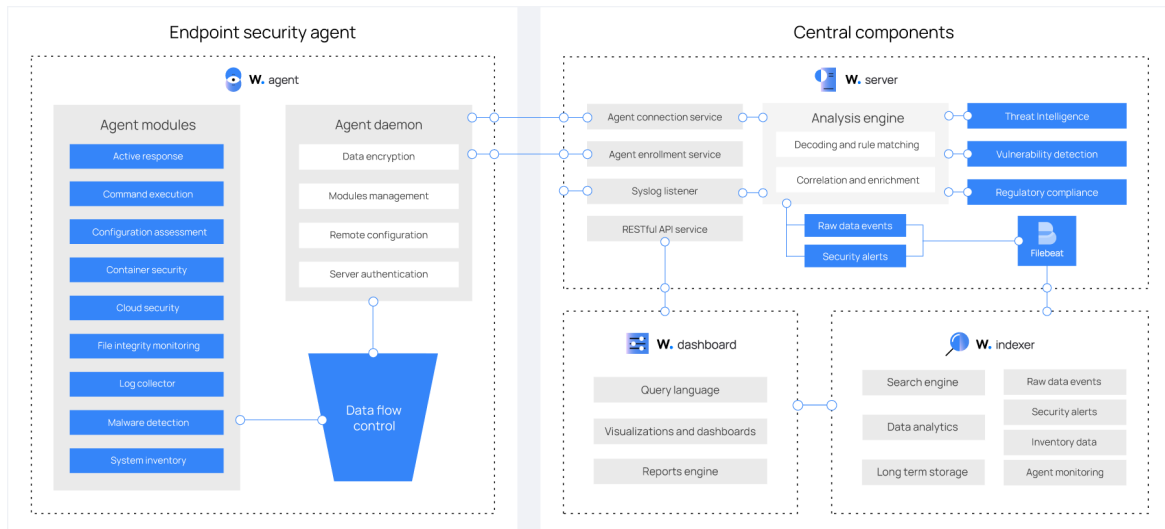 Endpoint security agent
W. agent
Agent modules
Active response
Command execution
Configuration assessment
Container security
Cloud security
File integrity monitoring
Log collector
Malware detection
System inventory
Agent daemon
Data encryption
Modules management
Remote configuration
Server authentication
Data flow
control
Central components
W. server
Agent connection service
Agent enrollment service
Syslog listener
RESTful API service
Analysis engine
Decoding and rule matching
Correlation and enrichment
Threat Intelligence
Vulnerability detection
Regulatory compliance
Raw data events
Security alerts
Filebeat
W. dashboard
Query language
Visualizations and dashboards
Reports engine
W. indexer
Search engine
Data analytics
Long term storage
Raw data events
Security alerts
Inventory data
Agent monitoring